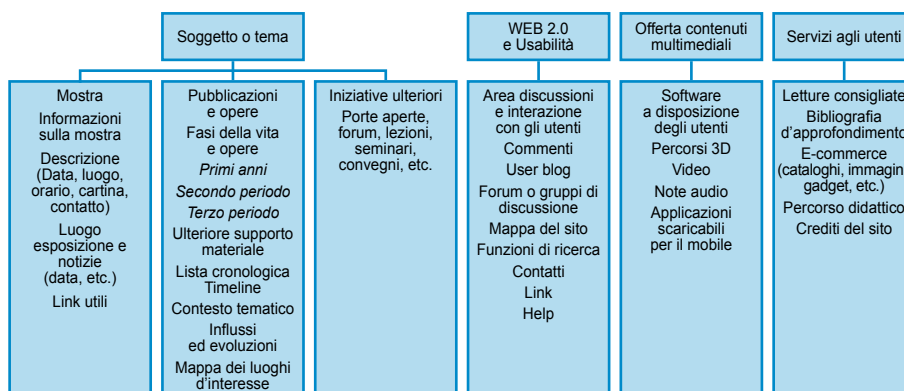 Soggetto o tema
WEB 2.0
e Usabilità
Offerta contenuti
multimediali
Servizi agli utenti
Mostra
Informazioni
sulla mostra
Descrizione
(Data, luogo,
orario, cartina,
contatto)
Luogo
esposizione e
notizie
(data, etc.)
Link utili
Pubblicazioni
e opere
Fasi della vita
e opere
Primi anni
Secondo periodo
Terzo periodo
Ulteriore supporto
materiale
Lista cronologica
Timeline
Contesto tematico
Influssi
ed evoluzioni
Mappa dei luoghi
d'interesse
Iniziative ulteriori
Porte aperte,
forum, lezioni,
seminari,
convegni, etc.
Area discussioni
e interazione
con gli utenti
Commenti
User blog
Forum o gruppi di
discussione
Mappa del sito
Funzioni di ricerca
Contatti
Link
Help
Software
a disposizione
degli utenti
Percorsi 3D
Video
Note audio
Applicazioni
scaricabili
per il mobile
Letture consigliate
Bibliografia
d'approfondimento
E-commerce
(cataloghi, immagini
gadget, etc.)
Percorso didattico
Crediti del sito